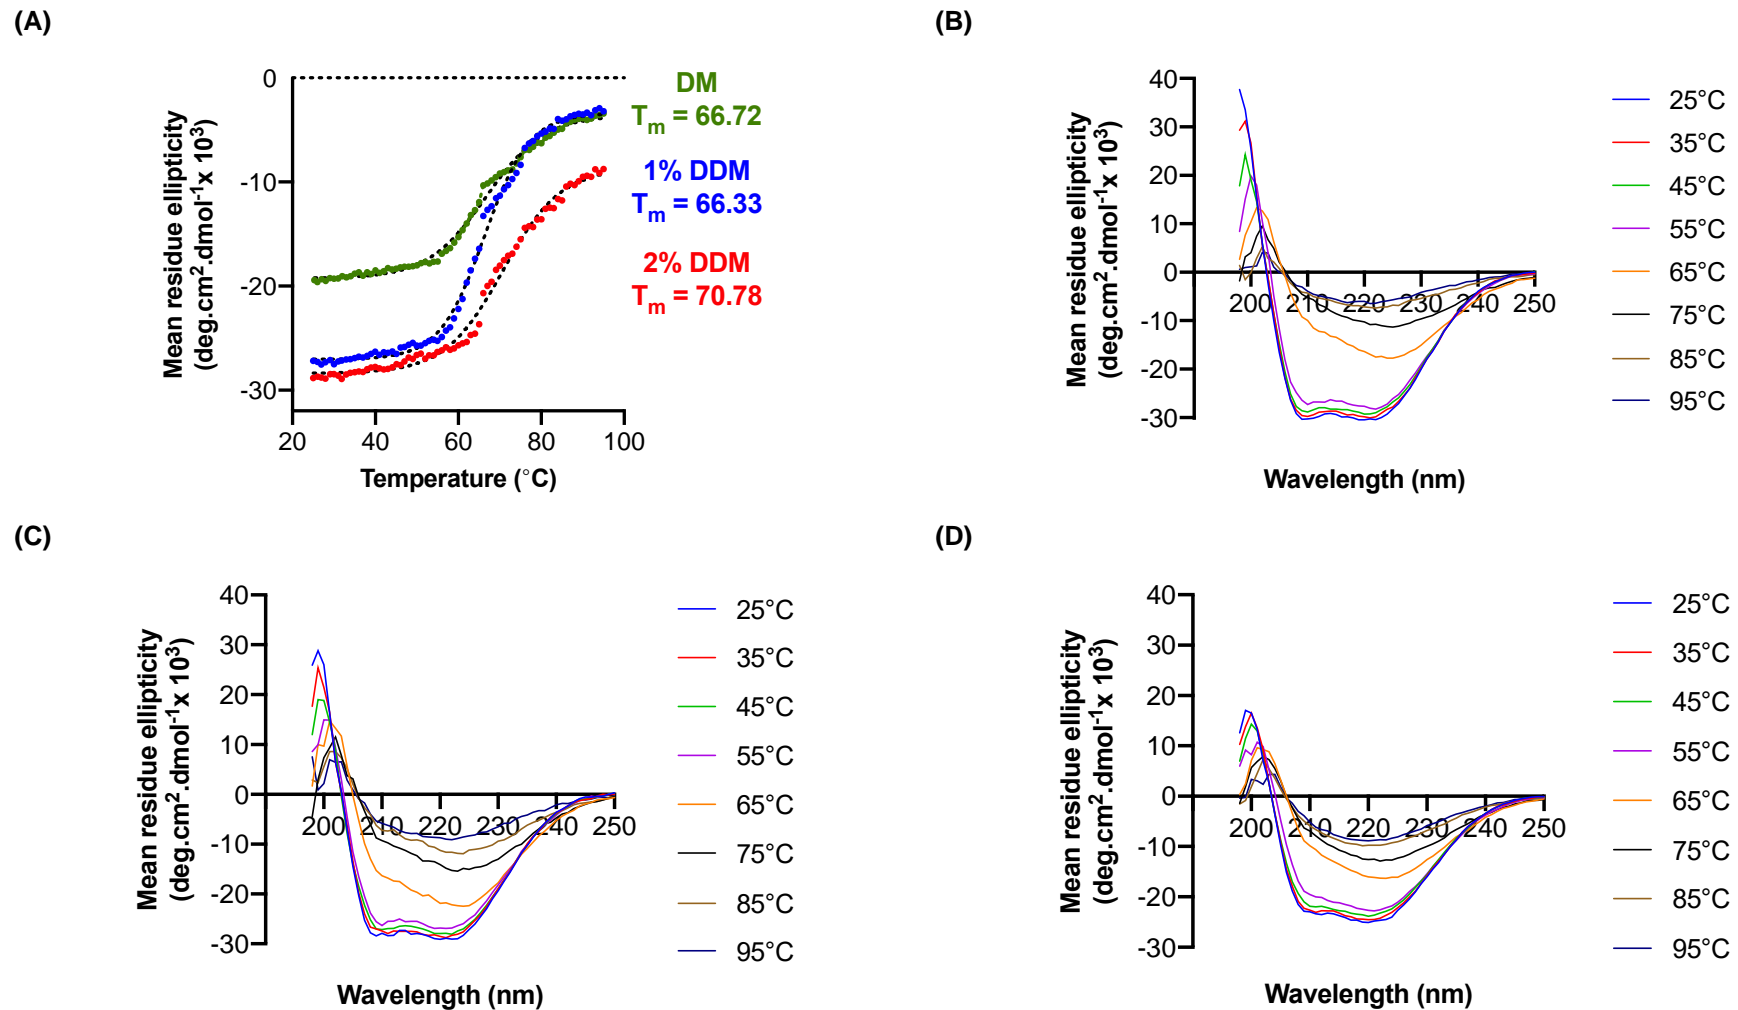 (A)
0
-10
-20
-30
20 40 60 80 100
Mean residue ellipticity
(deg.cm².dmol⁻¹x 10³)
Temperature (°C)
DM
Tₘ = 66.72
1% DDM
Tₘ = 66.33
2% DDM
Tₘ = 70.78
(B)
40
30
20
10
0
-10
-20
-30
200 210 220 230 240 250
Mean residue ellipticity
(deg.cm².dmol⁻¹x 10³)
Wavelength (nm)
25°C
35°C
45°C
55°C
65°C
75°C
85°C
95°C
(C)
40
30
20
10
0
-10
-20
-30
200 210 220 230 240 250
Mean residue ellipticity
(deg.cm².dmol⁻¹x 10³)
Wavelength (nm)
25°C
35°C
45°C
55°C
65°C
75°C
85°C
95°C
(D)
40
30
20
10
0
-10
-20
-30
200 210 220 230 240 250
Mean residue ellipticity
(deg.cm².dmol⁻¹x 10³)
Wavelength (nm)
25°C
35°C
45°C
55°C
65°C
75°C
85°C
95°C